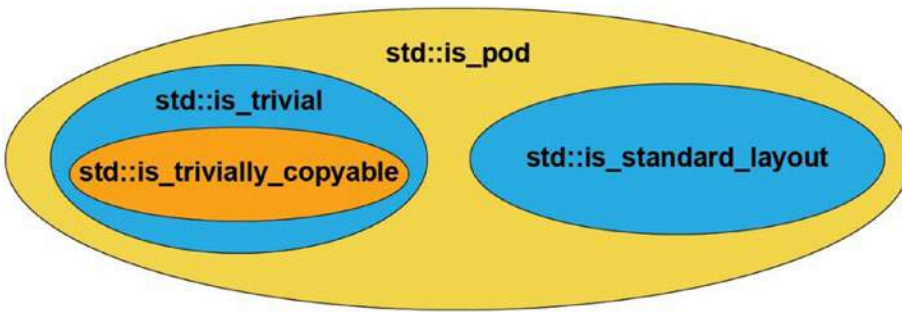 std::is_pod
std::is_trivial
std::is_trivially_copyable
std::is_standard_layout